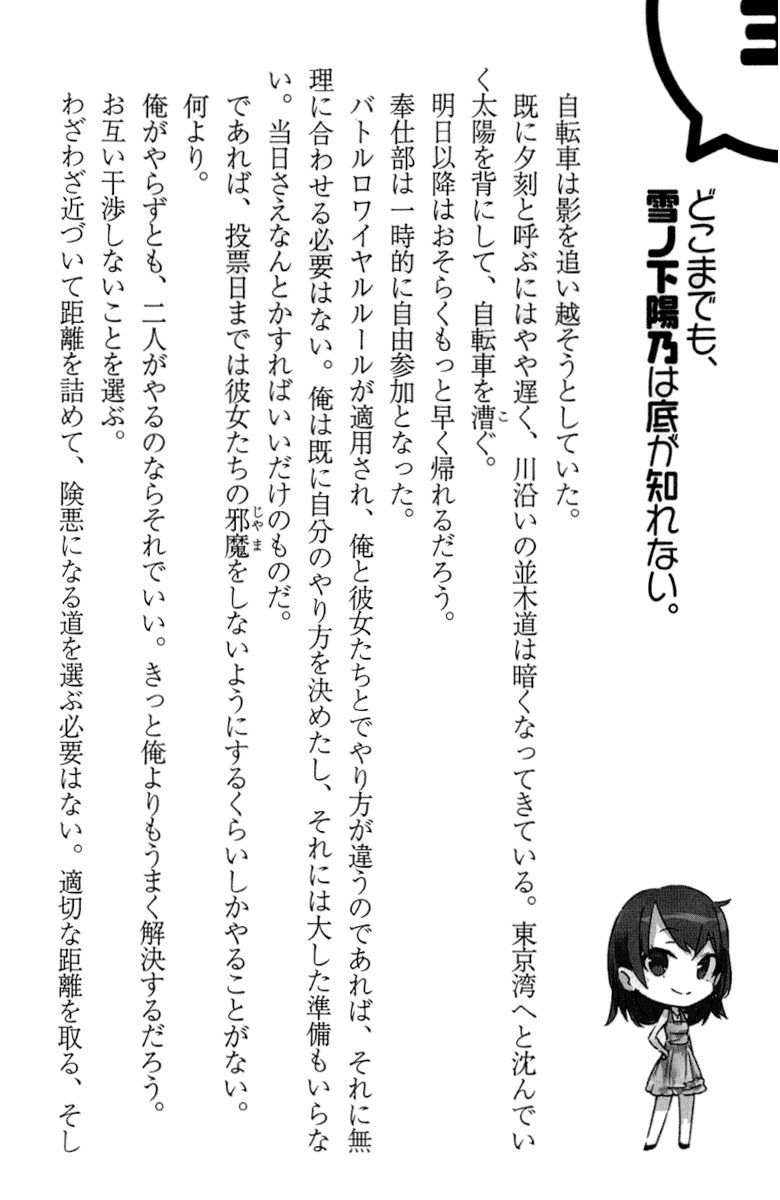 3
どこまでも、
雪ノ下陽乃は底が知れない。
自転車は影を追い越そうとしていた。
既に夕刻と呼ぶにはやや遅く、川沿いの並木道は暗くなってきている。東京湾へと沈んでい
く太陽を背にして、自転車を漕ぐ。
明日以降はおそらくもっと早く帰れるだろう。
奉仕部は一時的に自由参加となった。
バトルロワイヤルルールが適用され、俺と彼女たちとでやり方が違うのであれば、それに無
理に合わせる必要はない。俺は既に自分のやり方を決めたし、それには大した準備もいらな
い。当日さえなんとかすればいいだけのものだ。
であれば、投票日までは彼女たちの邪魔をしないようにするくらいしかやることがない。
何より。
俺がやらずとも、二人がやるのならそれでいい。きっと俺よりもうまく解決するだろう。
お互い干渉しないことを選ぶ。
わざわざ近づいて距離を詰めて、険悪になる道を選ぶ必要はない。適切な距離を取る、そし